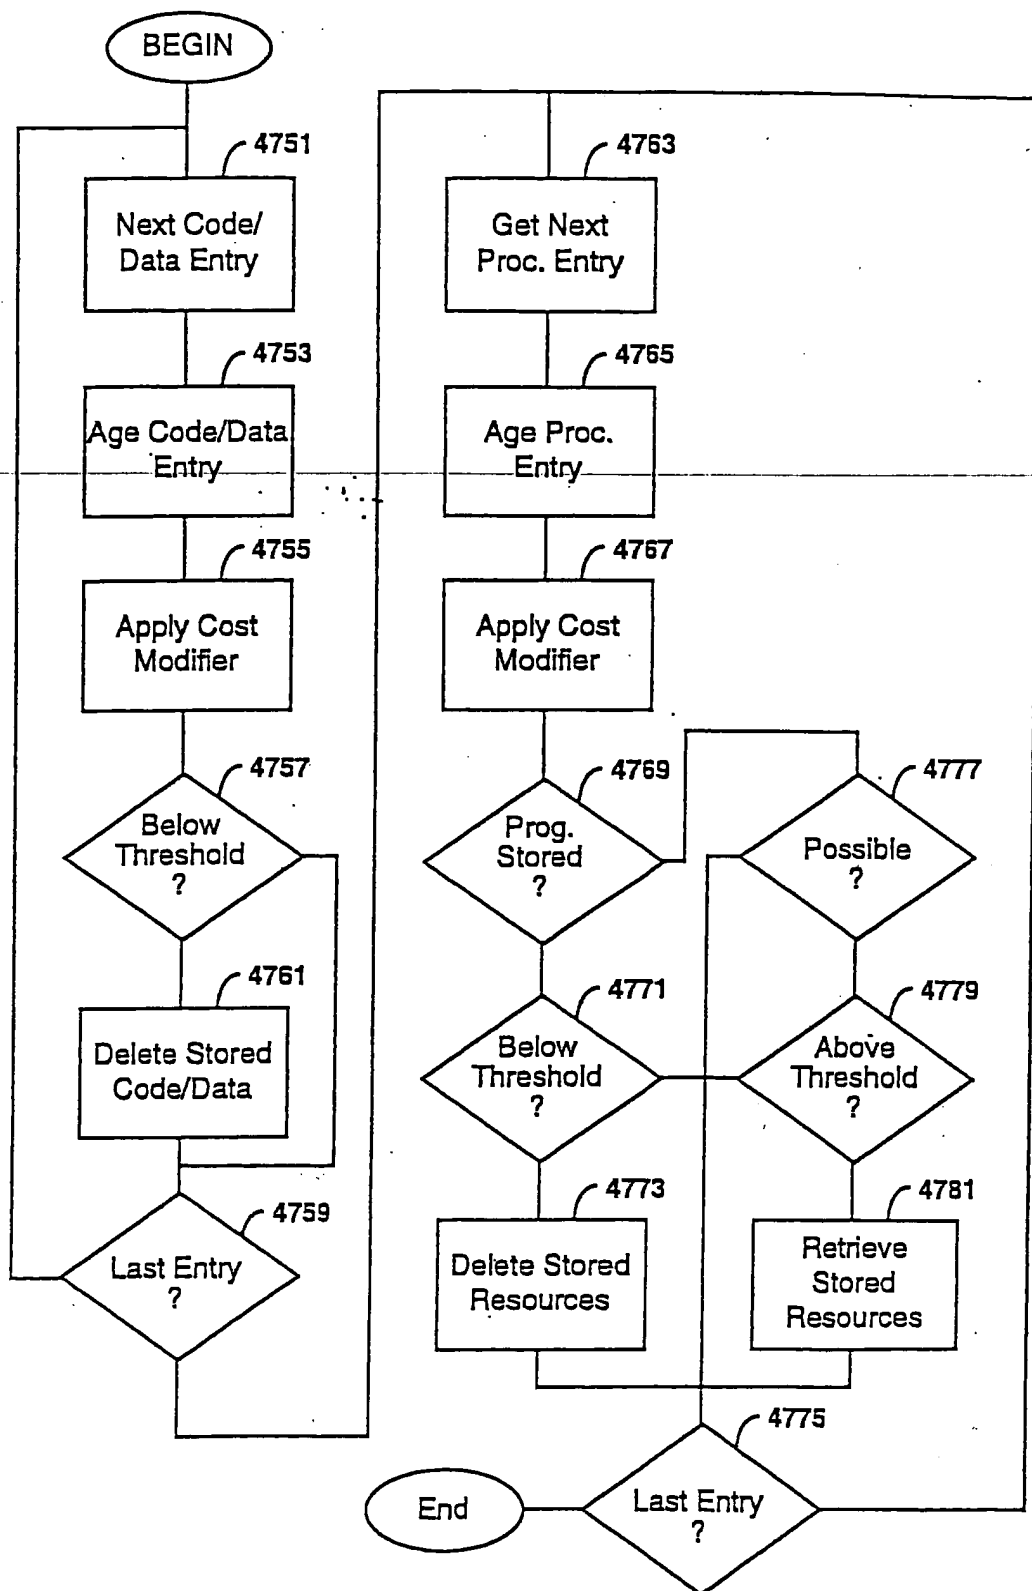 BEGIN
4751
Next Code/
Data Entry
4753
Age Code/Data
Entry
4755
Apply Cost
Modifier
4757
Below
Threshold
?
4761
Delete Stored
Code/Data
4759
Last Entry
?
4763
Get Next
Proc. Entry
4765
Age Proc.
Entry
4767
Apply Cost
Modifier
4769
Prog.
Stored
?
4777
Possible
?
4771
Below
Threshold
?
4779
Above
Threshold
?
4773
Delete Stored
Resources
4781
Retrieve
Stored
Resources
4775
Last Entry
?
End